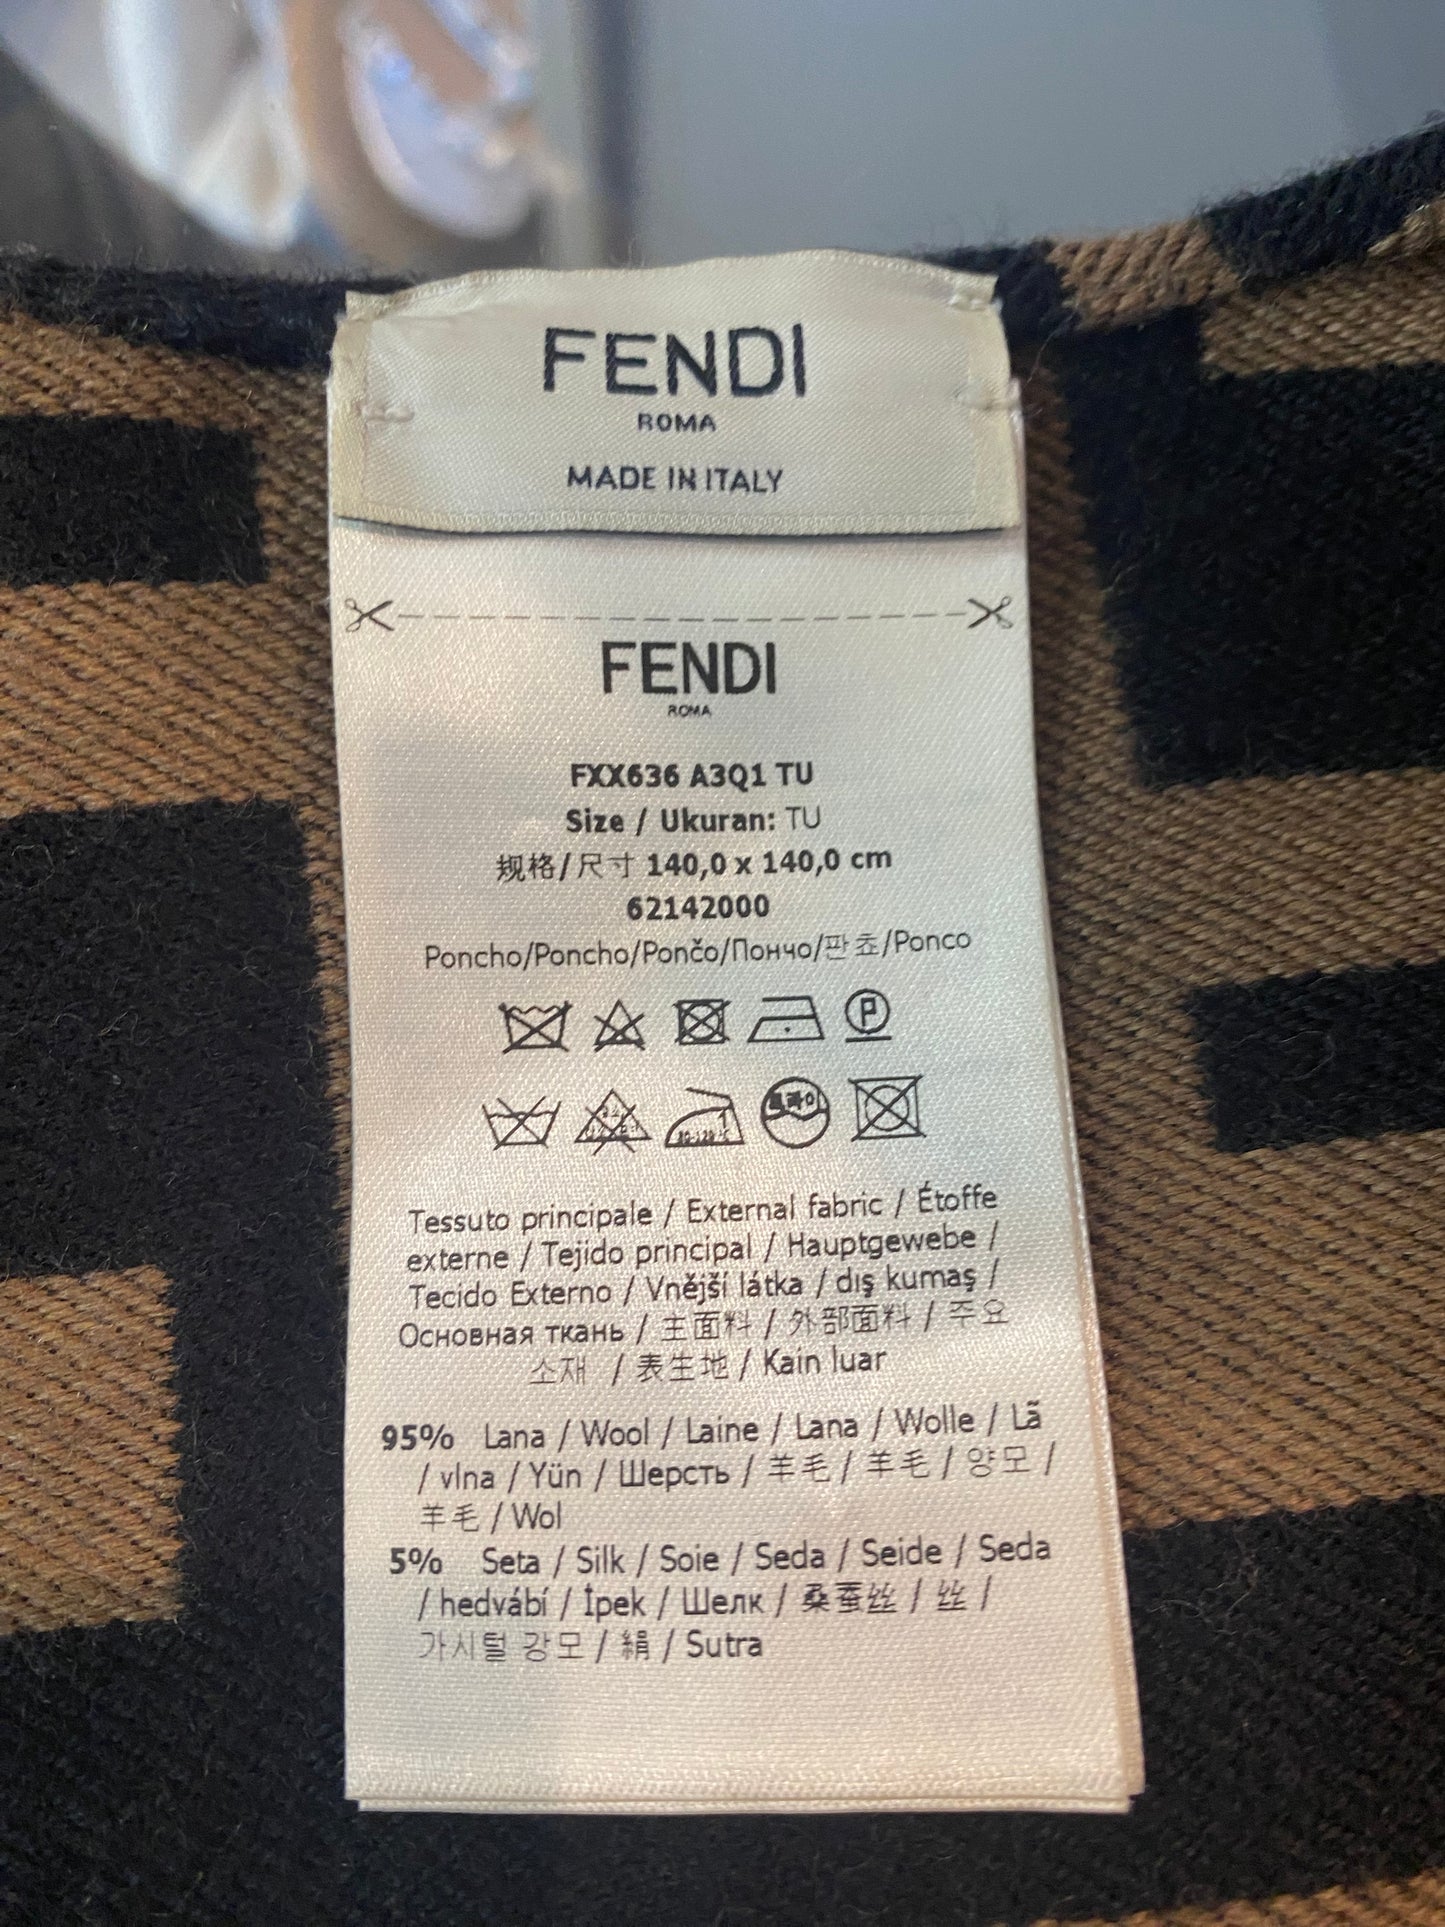 FENDI
ROMA
MADE IN ITALY
FENDI
ROMA
FXX636 A3Q1 TU
Size / Ukuran: TU
规格/尺寸 140,0 x 140,0 cm
62142000
Poncho/Poncho/Pončo/Пончо/판초/Ponco
P
드라이
Tessuto principale / External fabric / Étoffe
externe / Tejido principal / Hauptgewebe /
Tecido Externo / Vnější látka / dış kumaş /
Основная ткань / 主面料 / 外部面料 / 주요
소재 / 表生地 / Kain luar
95% Lana / Wool / Laine / Lana / Wolle / Lã
/ vlna / Yün / Шерсть / 羊毛 / 羊毛 / 양모 /
羊毛 / Wol
5% Seta / Silk / Soie / Seda / Seide / Seda
/ hedvábí / İpek / Шелк / 桑蚕丝 / 丝 /
가시털 강모 / 絹 / Sutra